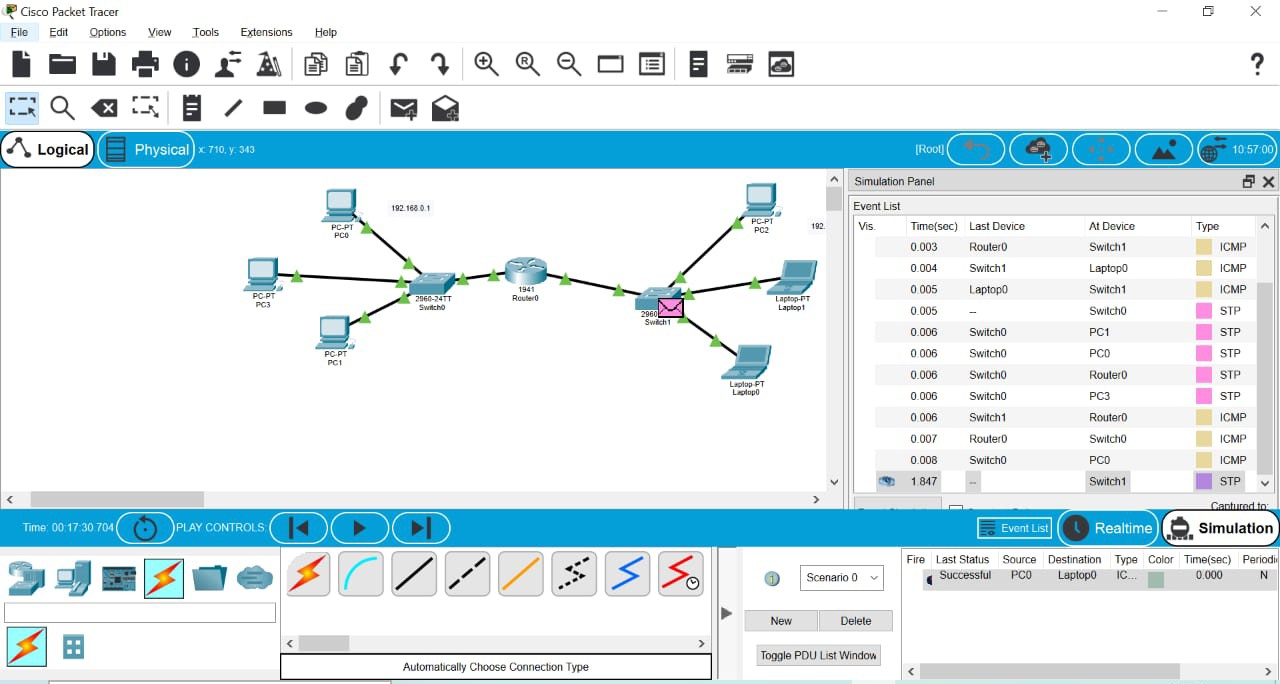 Cisco Packet Tracer
File Edit Options View Tools Extensions Help
Logical Physical x: 710, y: 343 [Root] 10:57:00
192.168.0.1
PC-PT
PC0
PC-PT
PC3
PC-PT
PC1
2960-24TT
Switch0
1941
Router0
2960
Switch1
PC-PT
PC2
192.
Laptop-PT
Laptop1
Laptop-PT
Laptop0
Simulation Panel
Event List
Vis. Time(sec) Last Device At Device Type
0.003 Router0 Switch1 ICMP
0.004 Switch1 Laptop0 ICMP
0.005 Laptop0 Switch1 ICMP
0.005 -- Switch0 STP
0.006 Switch0 PC1 STP
0.006 Switch0 PC0 STP
0.006 Switch0 Router0 STP
0.006 Switch0 PC3 STP
0.006 Switch1 Router0 ICMP
0.007 Router0 Switch0 ICMP
0.008 Switch0 PC0 ICMP
1.847 -- Switch1 STP
Captured to:
Time: 00:17:30.704 PLAY CONTROLS: Event List Realtime Simulation
Scenario 0
New Delete
Toggle PDU List Window
Automatically Choose Connection Type
Fire Last Status Source Destination Type Color Time(sec) Periodi
Successful PC0 Laptop0 IC... 0.000 N